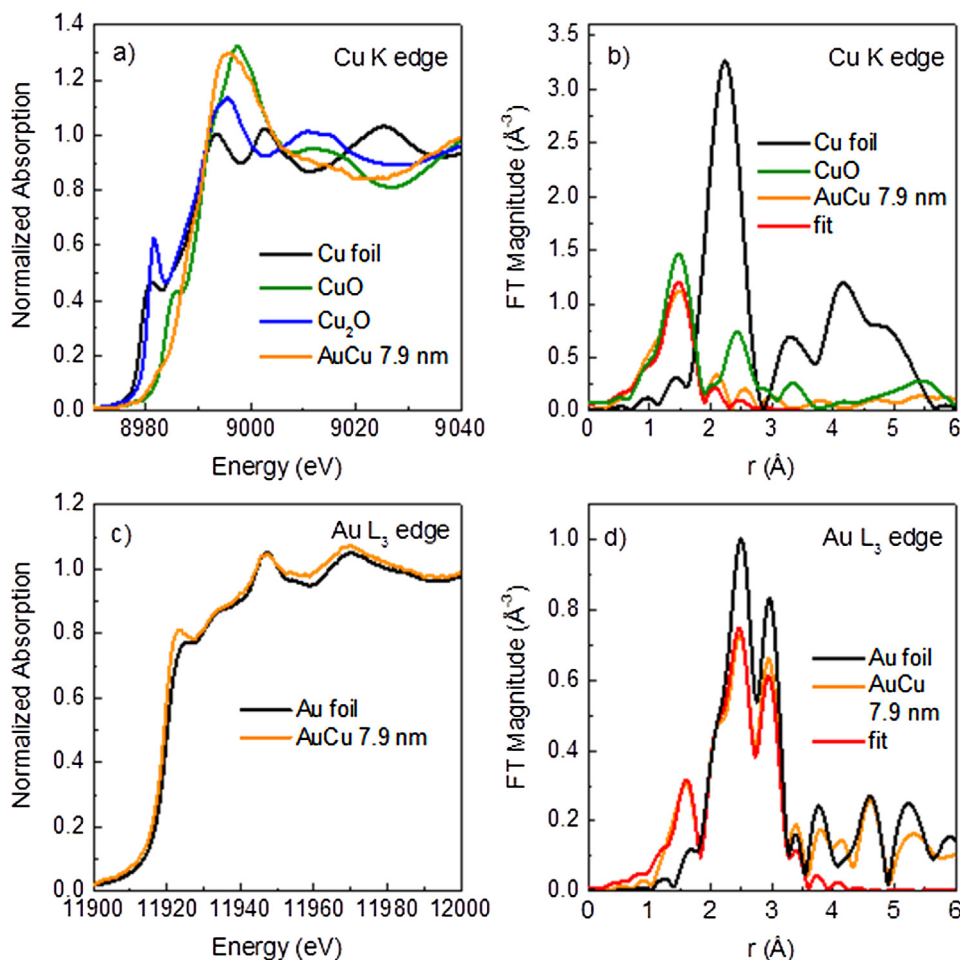 a)
Cu K edge
1.4
1.2
1.0
0.8
0.6
0.4
0.2
0.0
Normalized Absorption
Cu foil
CuO
Cu₂O
AuCu 7.9 nm
8980 9000 9020 9040
Energy (eV)
b)
Cu K edge
3.5
3.0
2.5
2.0
1.5
1.0
0.5
0.0
FT Magnitude (Å⁻³)
Cu foil
CuO
AuCu 7.9 nm
fit
0 1 2 3 4 5 6
r (Å)
c)
Au L₃ edge
1.2
1.0
0.8
0.6
0.4
0.2
0.0
Normalized Absorption
Au foil
AuCu 7.9 nm
11900 11920 11940 11960 11980 12000
Energy (eV)
d)
Au L₃ edge
1.0
0.8
0.6
0.4
0.2
0.0
FT Magnitude (Å⁻³)
Au foil
AuCu
7.9 nm
fit
0 1 2 3 4 5 6
r (Å)